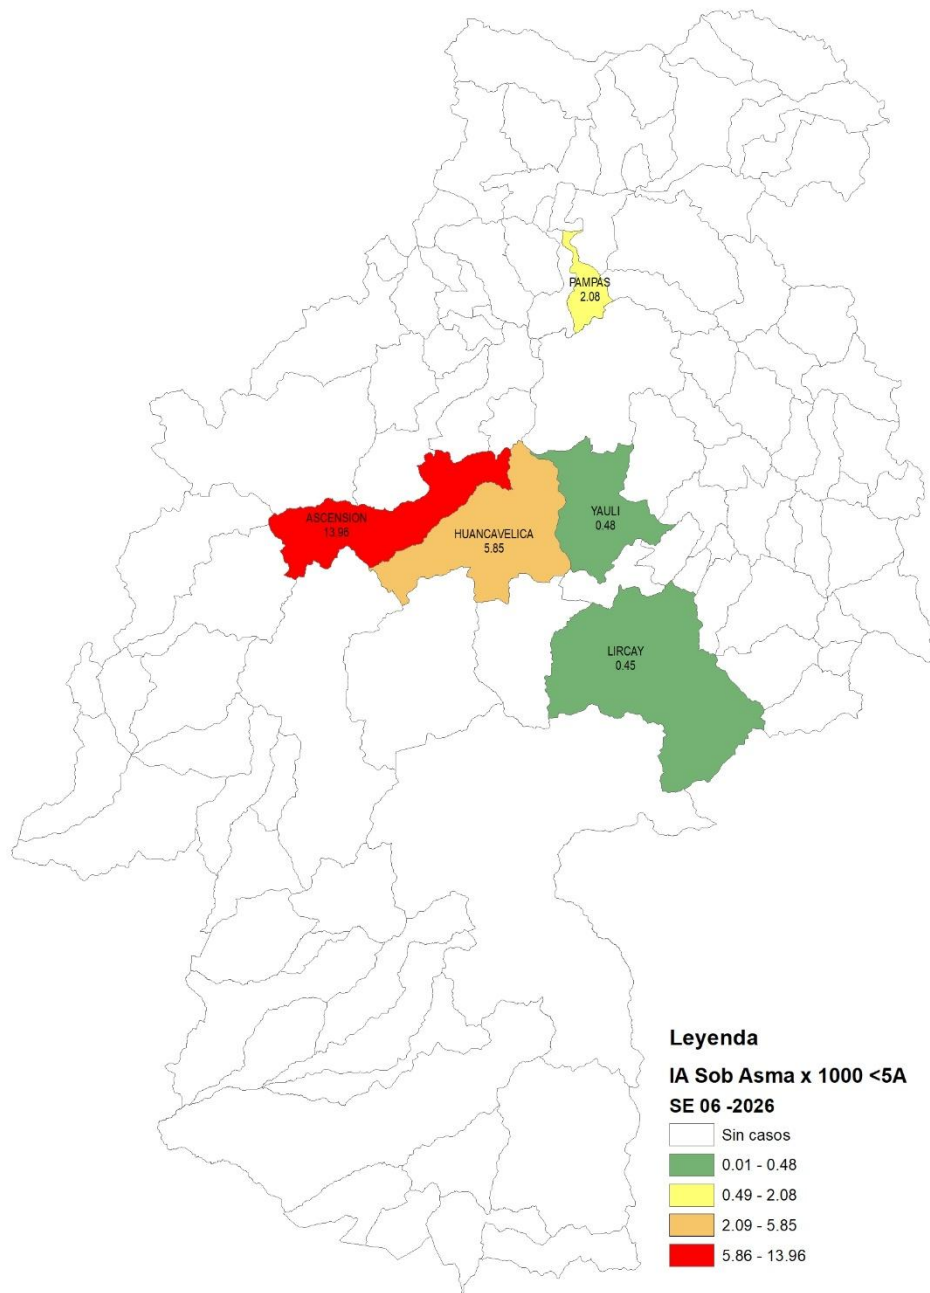 PAMPAS
2.08
ASCENSION
13.96
HUANCAVELICA
5.85
YAULI
0.48
LIRCAY
0.45
Leyenda
IA Sob Asma x 1000 <5A
SE 06 -2026
Sin casos
0.01 - 0.48
0.49 - 2.08
2.09 - 5.85
5.86 - 13.96